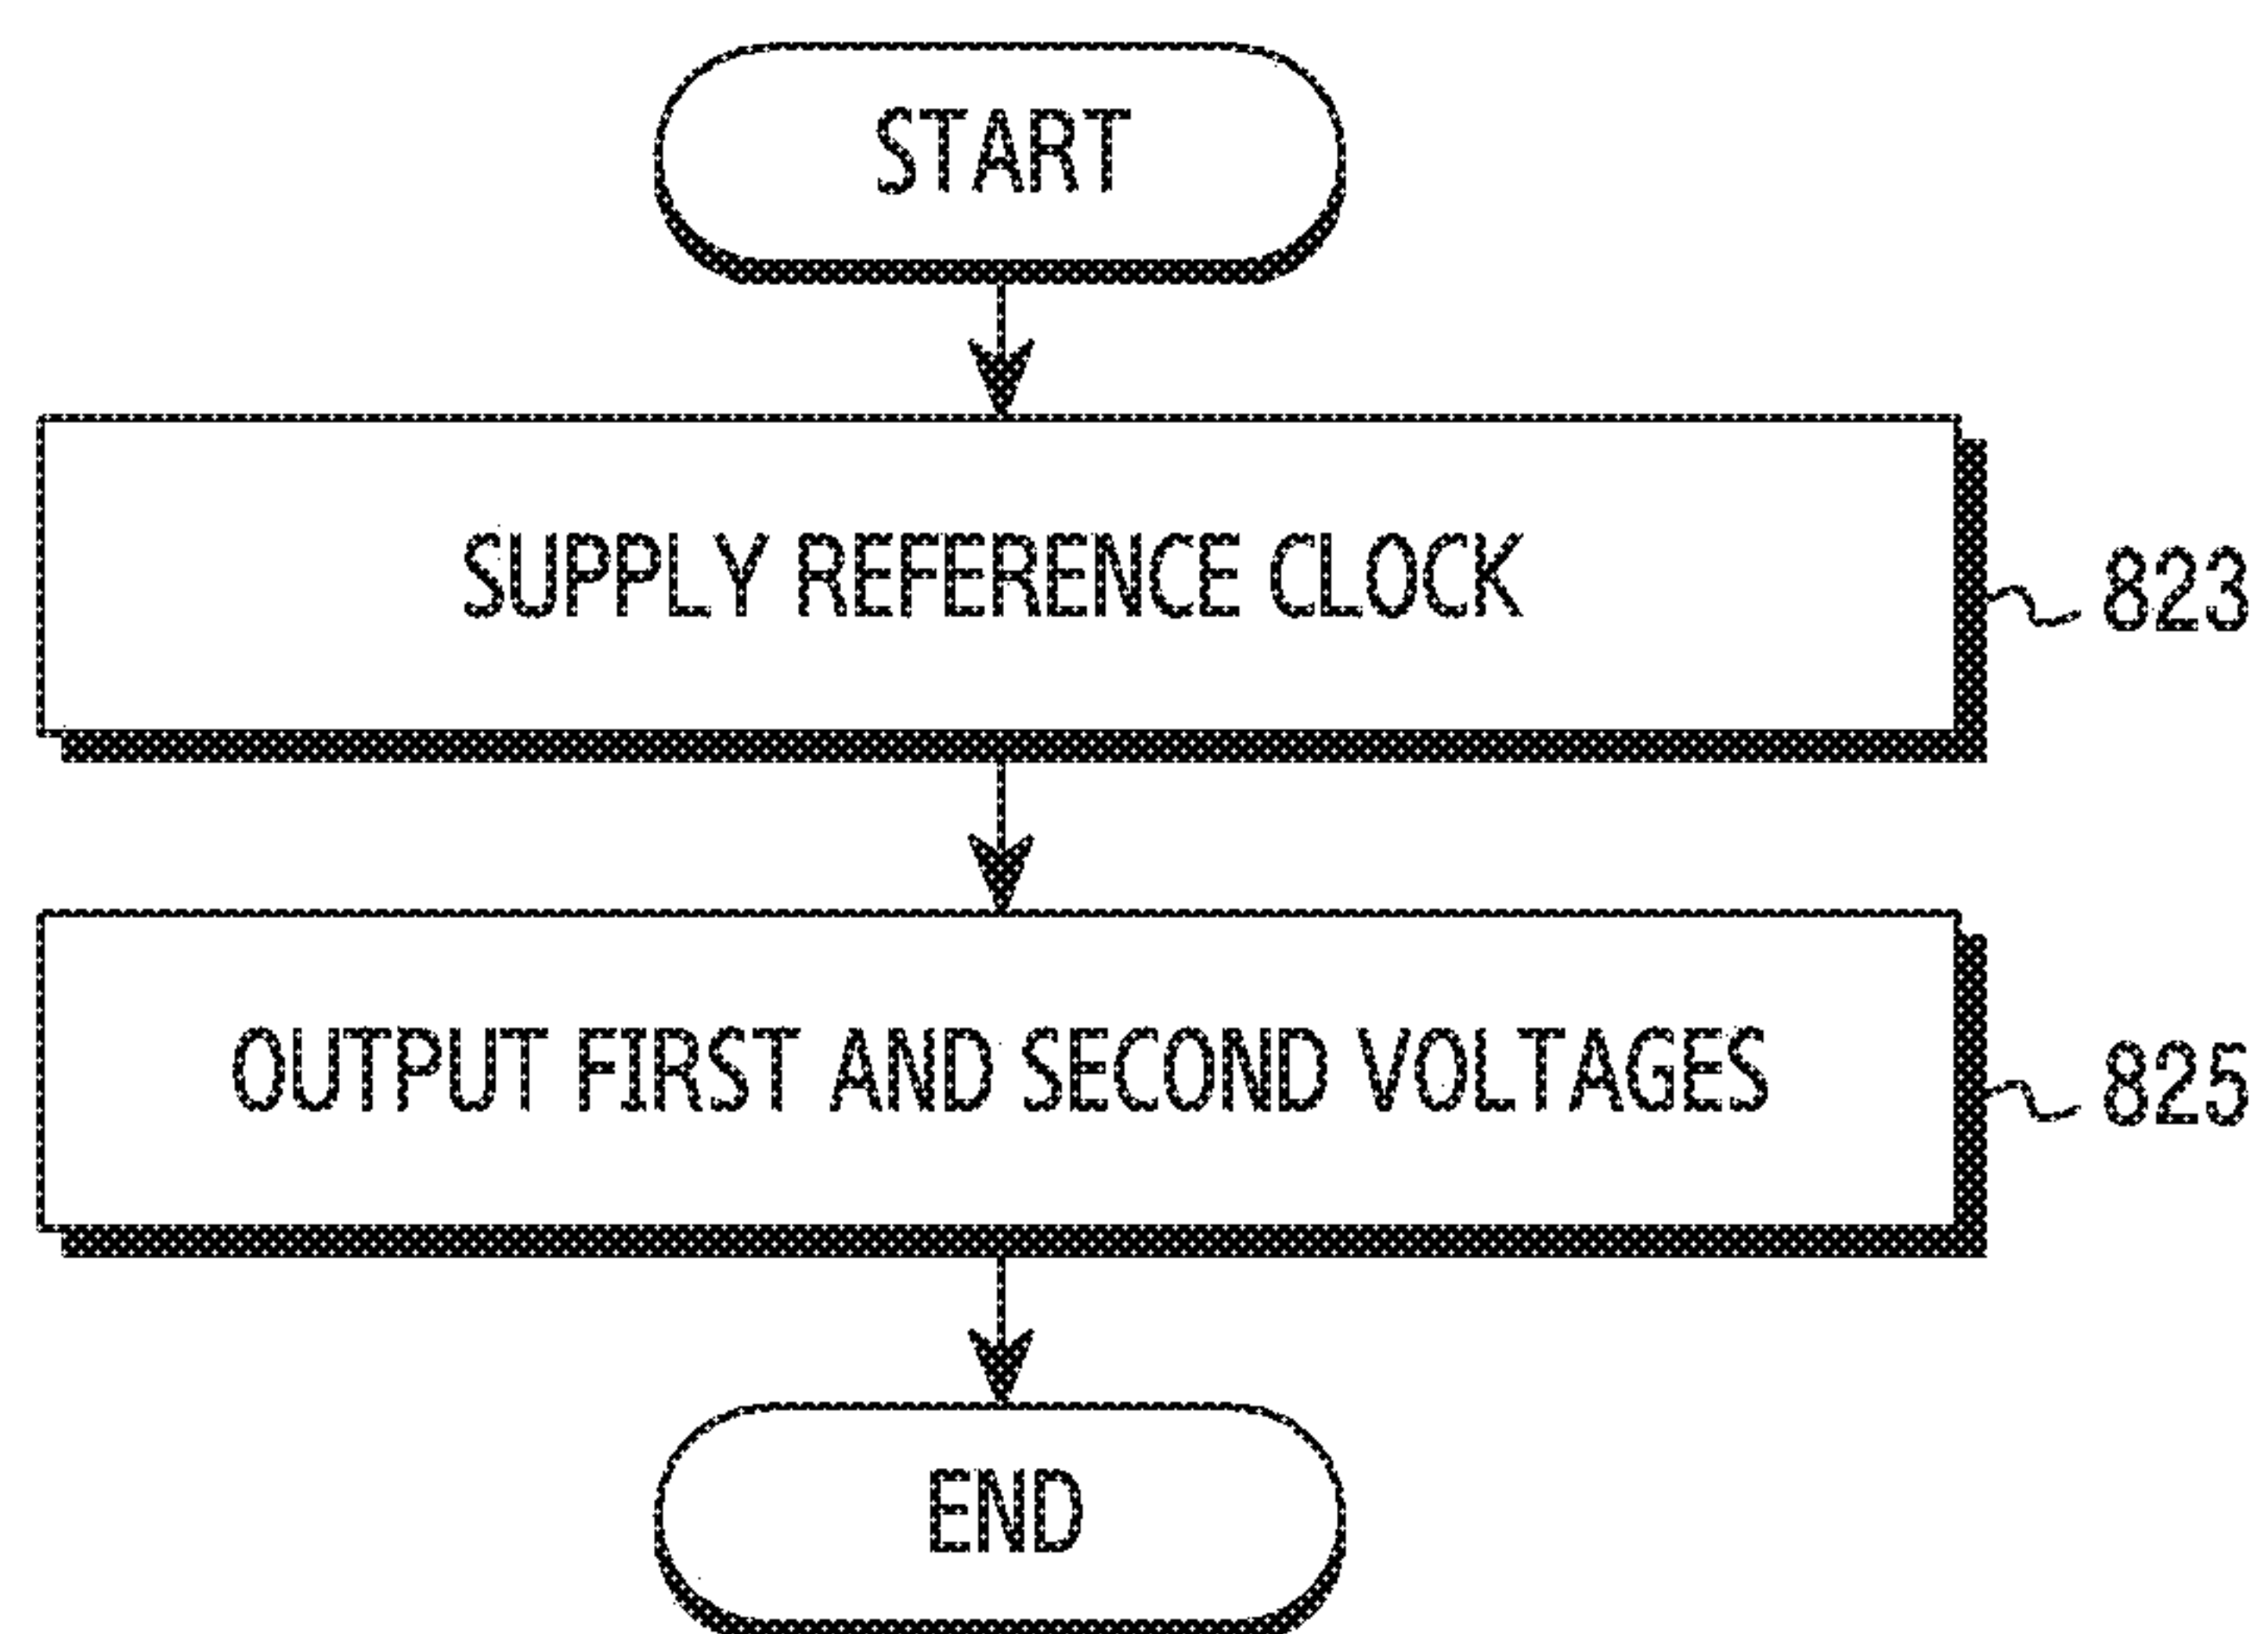 START
SUPPLY REFERENCE CLOCK
823
OUTPUT FIRST AND SECOND VOLTAGES
825
END